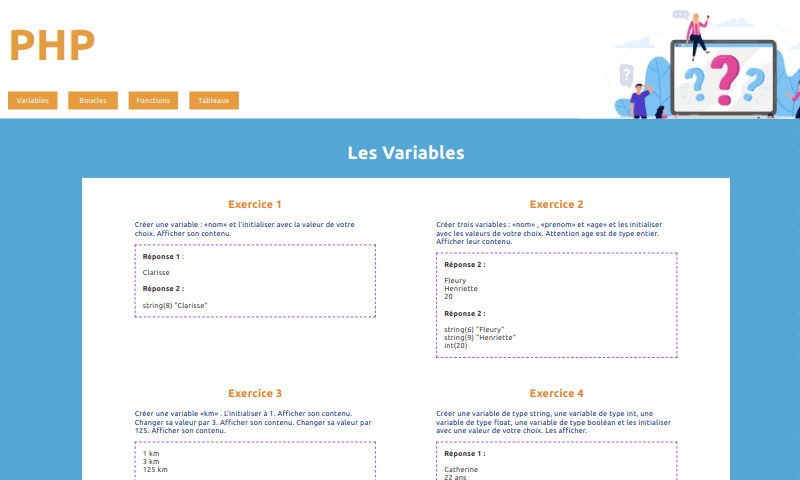 PHP
Variables
Boucles
Fonctions
Tableaux
Les Variables
Exercice 1
Créer une variable : «nom» et l'initialiser avec la valeur de votre
choix. Afficher son contenu.
Réponse 1 :
Clarisse
Réponse 2 :
string(8) "Clarisse"
Exercice 2
Créer trois variables : «nom» , «prenom» et «age» et les initialiser
avec les valeurs de votre choix. Attention age est de type entier.
Afficher leur contenu.
Réponse 2 :
Fleury
Henriette
20
Réponse 2 :
string(6) "Fleury"
string(9) "Henriette"
int(20)
Exercice 3
Créer une variable «km» . L'initialiser à 1. Afficher son contenu.
Changer sa valeur par 3. Afficher son contenu. Changer sa valeur par
125. Afficher son contenu.
1 km
3 km
125 km
Exercice 4
Créer une variable de type string, une variable de type int, une
variable de type float, une variable de type booléan et les initialiser
avec une valeur de votre choix. Les afficher.
Réponse 1 :
Catherine
22 ans